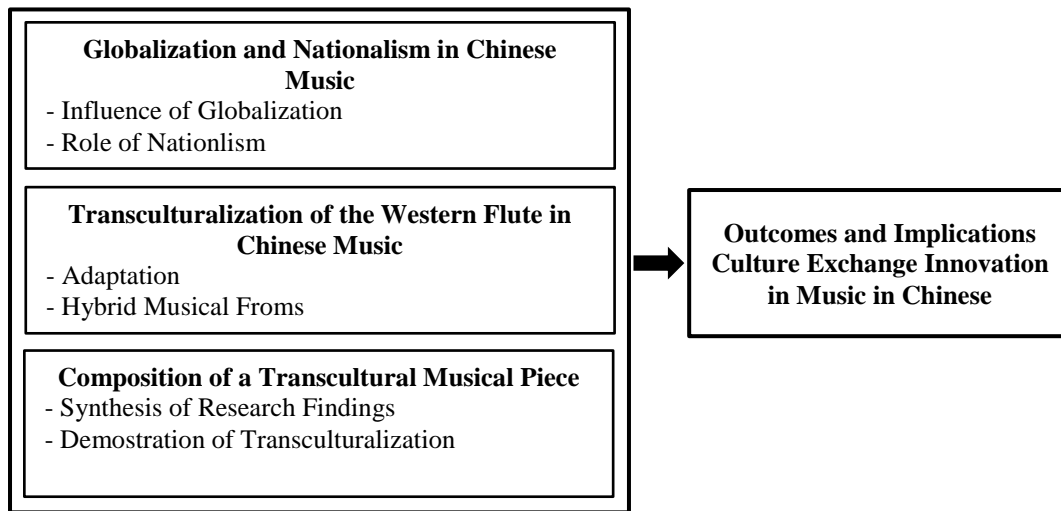 Globalization and Nationalism in Chinese
Music
- Influence of Globalization
- Role of Nationlism
Transculturalization of the Western Flute in
Chinese Music
- Adaptation
- Hybrid Musical Froms
Composition of a Transcultural Musical Piece
- Synthesis of Research Findings
- Demostration of Transculturalization
Outcomes and Implications
Culture Exchange Innovation
in Music in Chinese